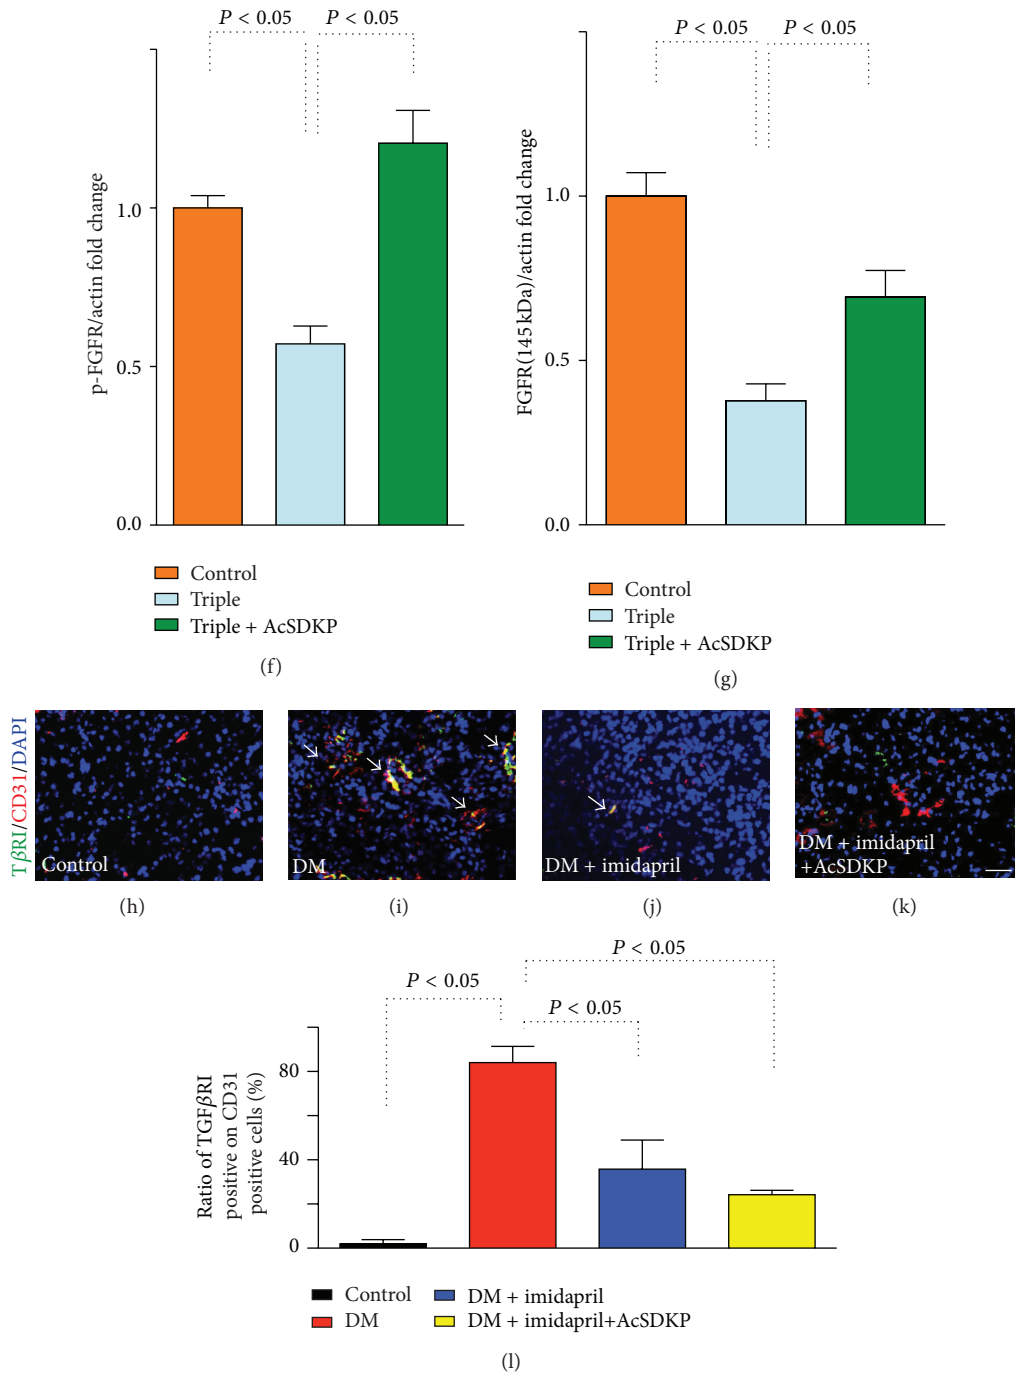 P < 0.05
P < 0.05
p-FGFR/actin fold change
1.0
0.5
0.0
Control
Triple
Triple + AcSDKP
(f)
P < 0.05
P < 0.05
FGFR(145 kDa)/actin fold change
1.0
0.5
0.0
Control
Triple
Triple + AcSDKP
(g)
TβRI/CD31/DAPI
Control
(h)
DM
(i)
DM + imidapril
(j)
DM + imidapril
+AcSDKP
(k)
P < 0.05
P < 0.05
P < 0.05
Ratio of TGFβRI
positive on CD31
positive cells (%)
80
40
0
Control
DM
DM + imidapril
DM + imidapril+AcSDKP
(l)